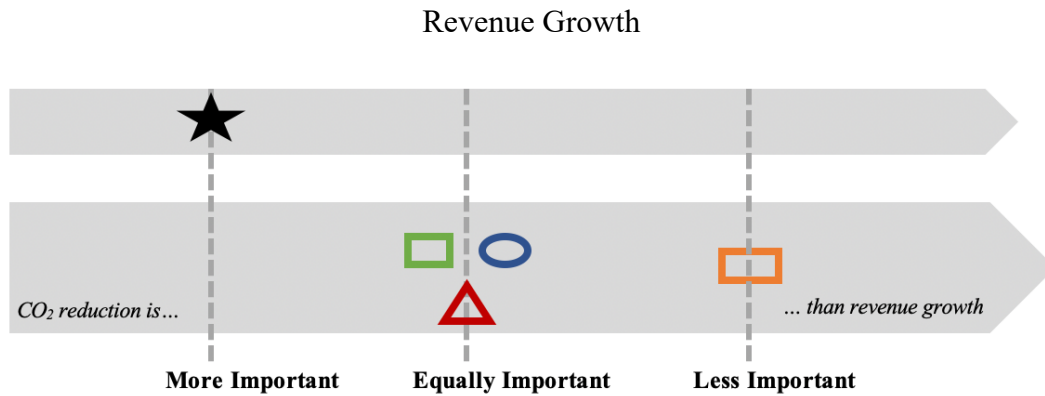 Revenue Growth
CO₂ reduction is…
… than revenue growth
More Important
Equally Important
Less Important